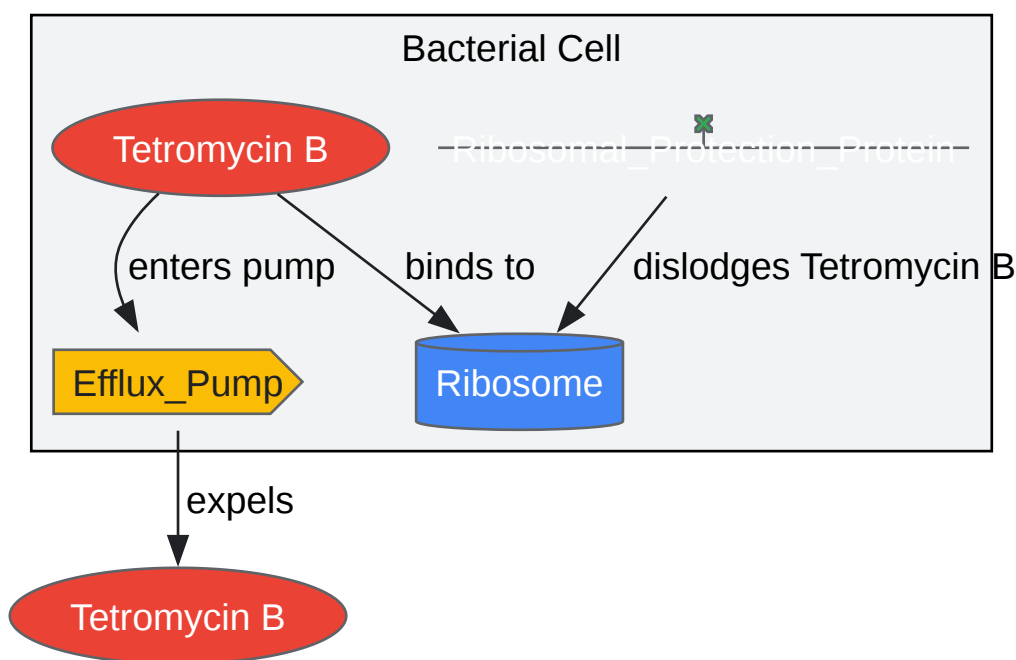 Bacterial Cell
Tetromycin B
Ribosomal_Protection_Protein
enters pump
binds to
dislodges Tetromycin B
Efflux_Pump
Ribosome
expels
Tetromycin B